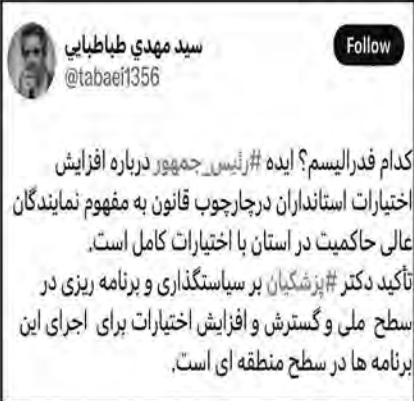 سيد مهدي طباطبايي
@tabaei1356
Follow
کدام فدرالیسم؟ ایده #رئیس_جمهور درباره افزایش
اختیارات استانداران درچارچوب قانون به مفهوم نمایندگان
عالی حاکمیت در استان با اختیارات کامل است.
تأکید دکتر #پزشکیان بر سیاستگذاری و برنامه ریزی در
سطح ملی و گسترش و افزایش اختیارات برای اجرای این
برنامه ها در سطح منطقه ای است.